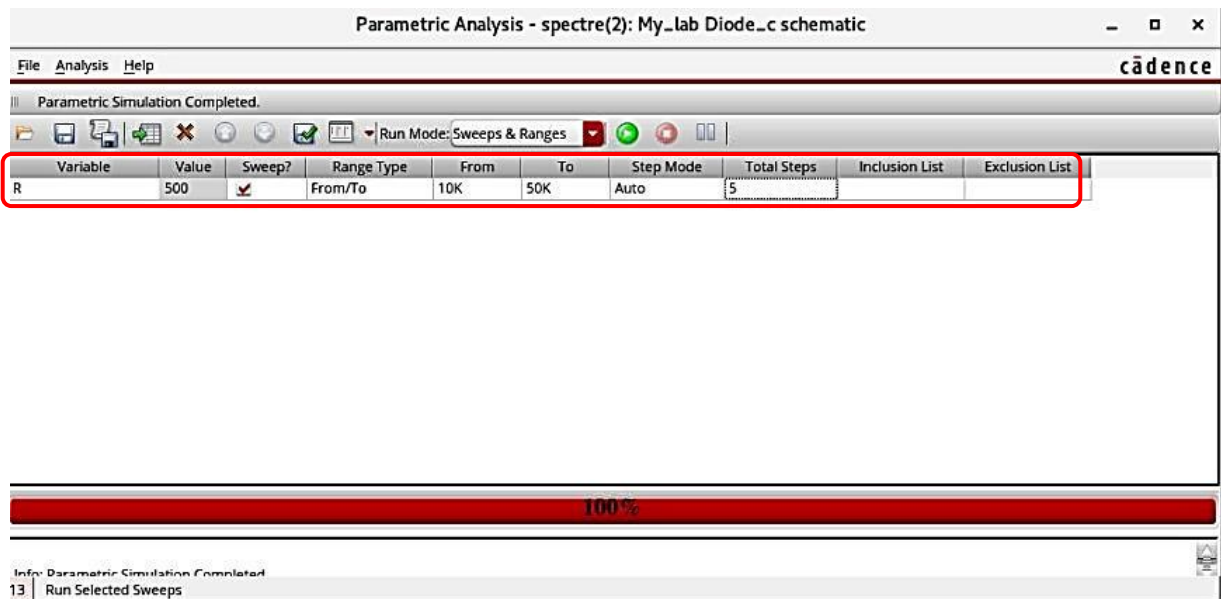 Parametric Analysis - spectre(2): My_lab Diode_c schematic
File Analysis Help cādence
Parametric Simulation Completed.
Run Mode: Sweeps & Ranges
Variable Value Sweep? Range Type From To Step Mode Total Steps Inclusion List Exclusion List
R 500 From/To 10K 50K Auto 5
100%
Info: Parametric Simulation Completed
13 Run Selected Sweeps